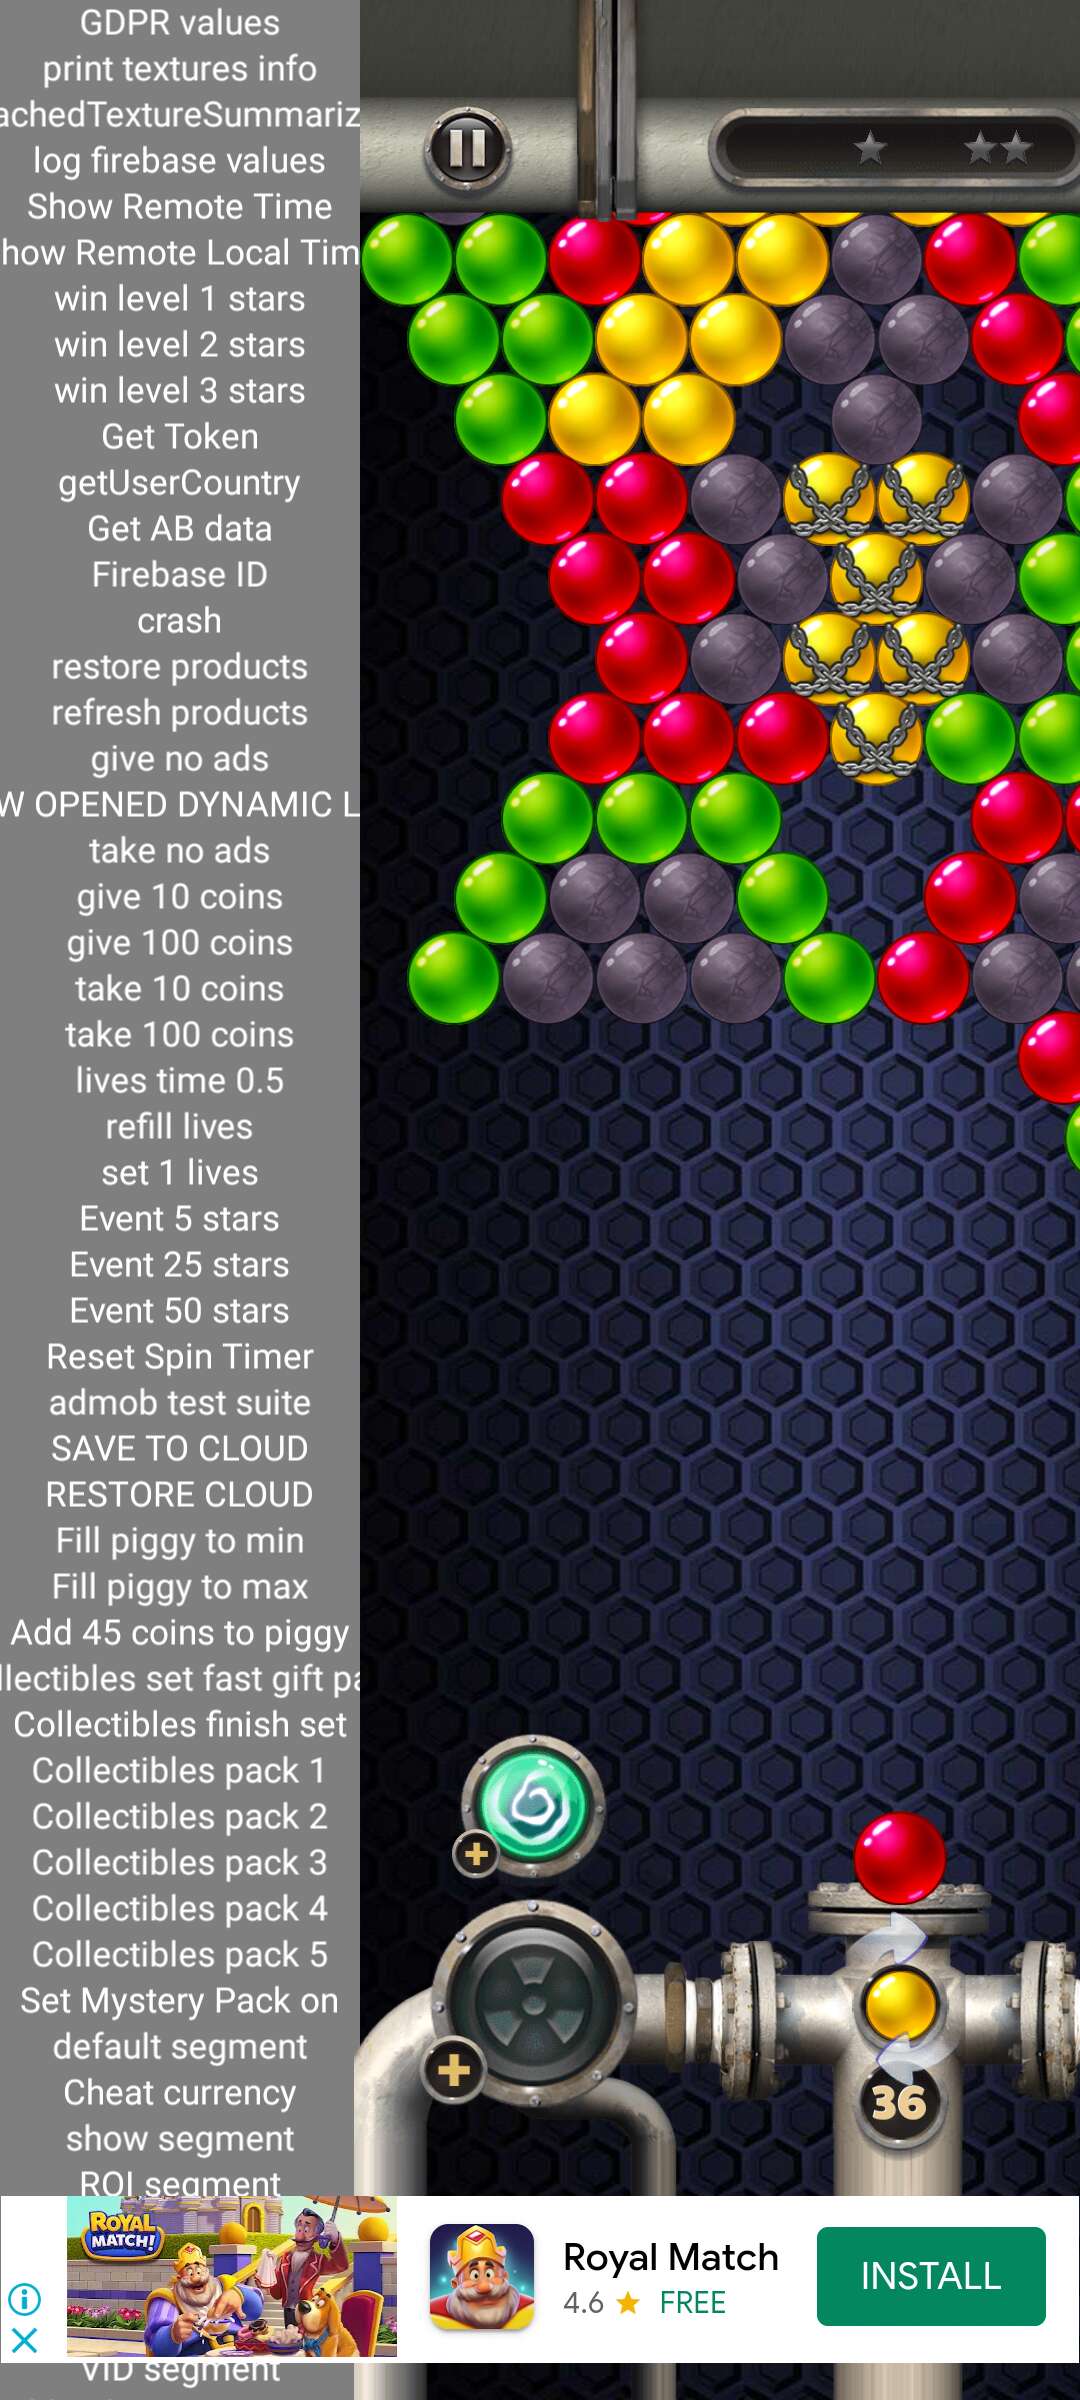 GDPR values
print textures info
achedTextureSummariz
log firebase values
Show Remote Time
how Remote Local Tim
win level 1 stars
win level 2 stars
win level 3 stars
Get Token
getUserCountry
Get AB data
Firebase ID
crash
restore products
refresh products
give no ads
W OPENED DYNAMIC L
take no ads
give 10 coins
give 100 coins
take 10 coins
take 100 coins
lives time 0.5
refill lives
set 1 lives
Event 5 stars
Event 25 stars
Event 50 stars
Reset Spin Timer
admob test suite
SAVE TO CLOUD
RESTORE CLOUD
Fill piggy to min
Fill piggy to max
Add 45 coins to piggy
llectibles set fast gift pa
Collectibles finish set
Collectibles pack 1
Collectibles pack 2
Collectibles pack 3
Collectibles pack 4
Collectibles pack 5
Set Mystery Pack on
default segment
Cheat currency
show segment
ROI segment
36
ROYAL
MATCH!
Royal Match
4.6 ★ FREE
INSTALL
VID segment